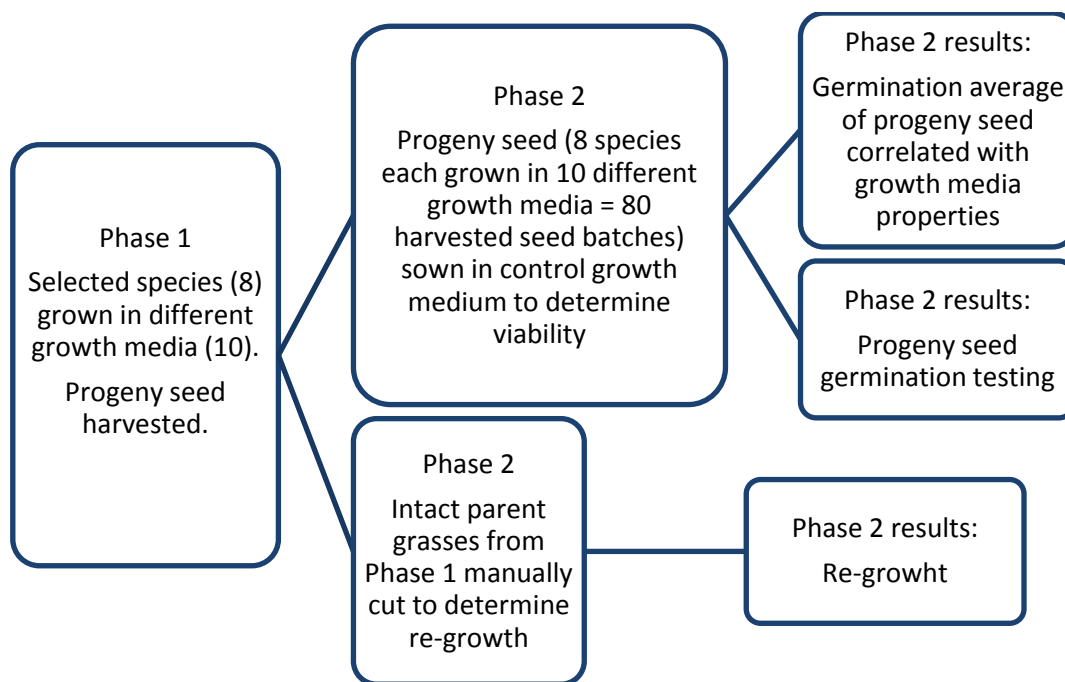 Phase 1
Selected species (8)
grown in different
growth media (10).
Progeny seed
harvested.
Phase 2
Progeny seed (8 species
each grown in 10 different
growth media = 80
harvested seed batches)
sown in control growth
medium to determine
viability
Phase 2
Intact parent
grasses from
Phase 1 manually
cut to determine
re-growth
Phase 2 results:
Germination average
of progeny seed
correlated with
growth media
properties
Phase 2 results:
Progeny seed
germination testing
Phase 2 results:
Re-growht